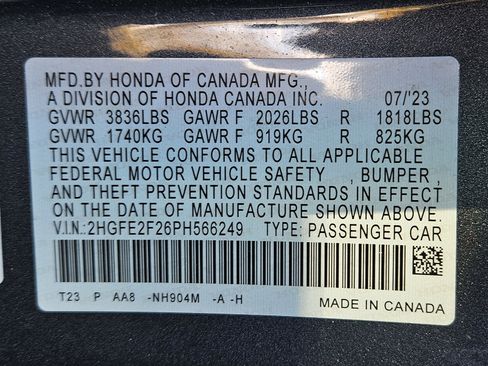 MFD.BY HONDA OF CANADA MFG.,
A DIVISION OF HONDA CANADA INC. 07/'23
GVWR 3836LBS GAWR F 2026LBS R 1818LBS
GVWR 1740KG GAWR F 919KG R 825KG
THIS VEHICLE CONFORMS TO ALL APPLICABLE
FEDERAL MOTOR VEHICLE SAFETY , BUMPER ,
AND THEFT PREVENTION STANDARDS IN EFFECT
ON THE DATE OF MANUFACTURE SHOWN ABOVE.
V.I.N.:2HGFE2F26PH566249 TYPE: PASSENGER CAR
T23 P AA8 -NH904M -A -H
MADE IN CANADA